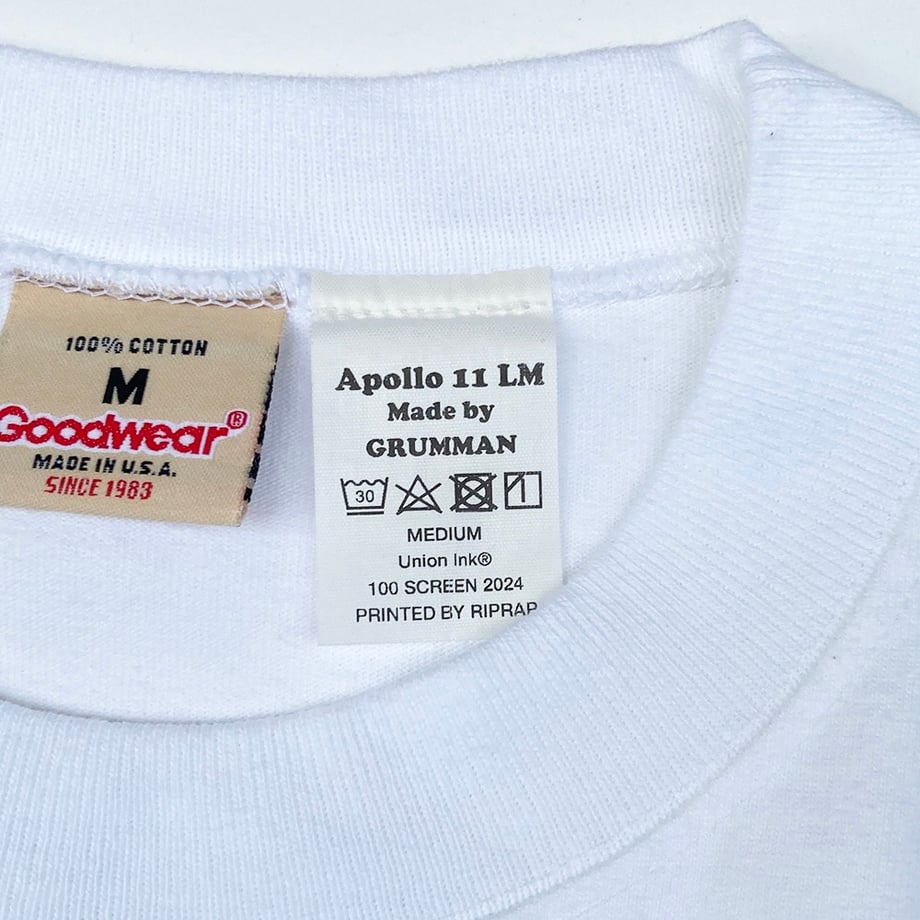 100% COTTON
M
Goodwear®
MADE IN U.S.A.
SINCE 1983
Apollo 11 LM
Made by
GRUMMAN
30
MEDIUM
Union Ink®
100 SCREEN 2024
PRINTED BY RIPRAP